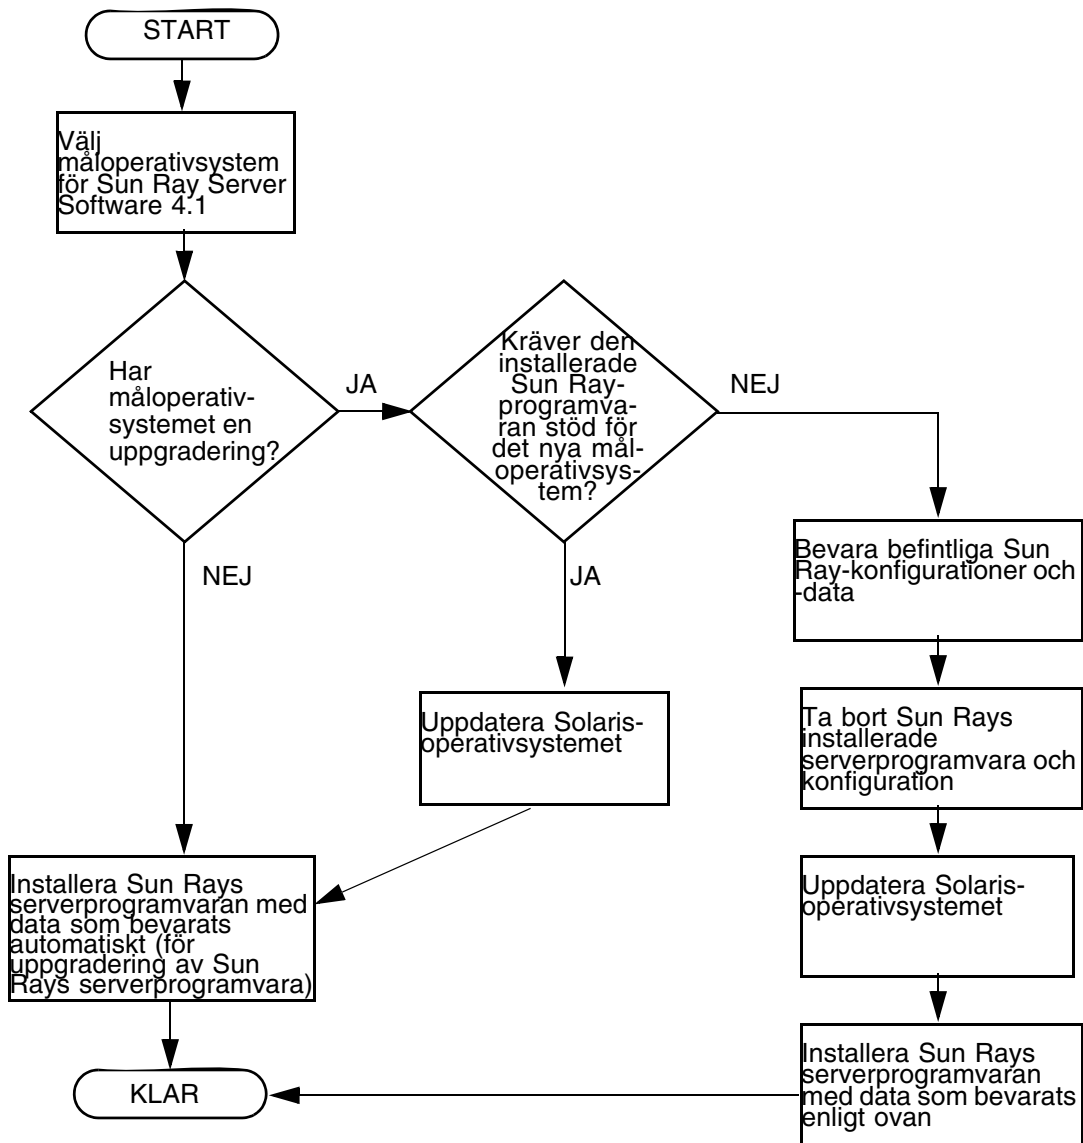 START
Välj
måloperativsystem
för Sun Ray Server
Software 4.1
Har
måloperativ-
systemet en
uppgradering?
JA
Kräver den
installerade
Sun Ray-
programva-
ran stöd för
det nya mål-
operativsys-
tem?
NEJ
NEJ
JA
Bevara befintliga Sun
Ray-konfigurationer och
-data
Uppdatera Solaris-
operativsystemet
Ta bort Sun Rays
installerade
serverprogramvara och
konfiguration
Installera Sun Rays
serverprogramvaran med
data som bevarats
automatiskt (för
uppgradering av Sun
Rays serverprogramvara)
Uppdatera Solaris-
operativsystemet
Installera Sun Rays
serverprogramvaran
med data som bevarats
enligt ovan
KLAR